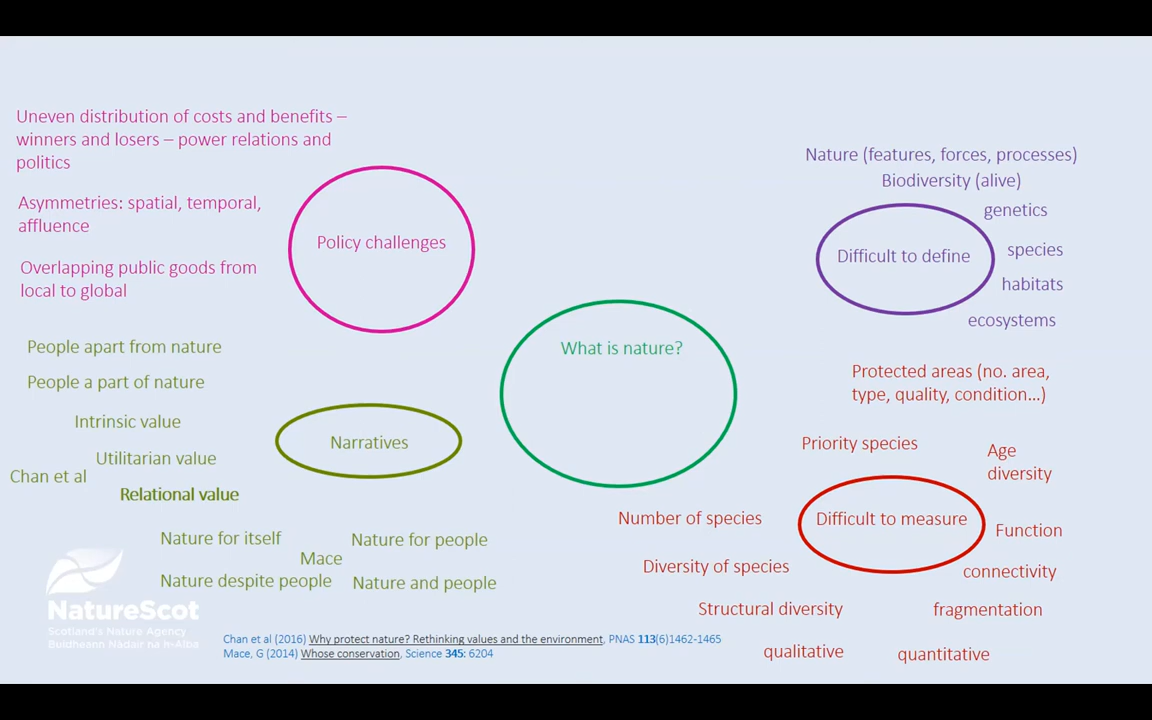 Uneven distribution of costs and benefits –
winners and losers – power relations and
politics
Asymmetries: spatial, temporal,
affluence
Overlapping public goods from
local to global
Policy challenges
People apart from nature
People a part of nature
Intrinsic value
Utilitarian value
Chan et al
Relational value
Narratives
Nature for itself
Nature for people
Mace
Nature despite people
Nature and people
What is nature?
Nature (features, forces, processes)
Biodiversity (alive)
genetics
Difficult to define
species
habitats
ecosystems
Protected areas (no. area,
type, quality, condition…)
Priority species
Age
diversity
Number of species
Difficult to measure
Function
Diversity of species
connectivity
Structural diversity
fragmentation
qualitative
quantitative
NatureScot
Scotland's Nature Agency
Buidheann Nàdair na h-Alba
Chan et al (2016) Why protect nature? Rethinking values and the environment, PNAS 113(6)1462-1465
Mace, G (2014) Whose conservation, Science 345: 6204